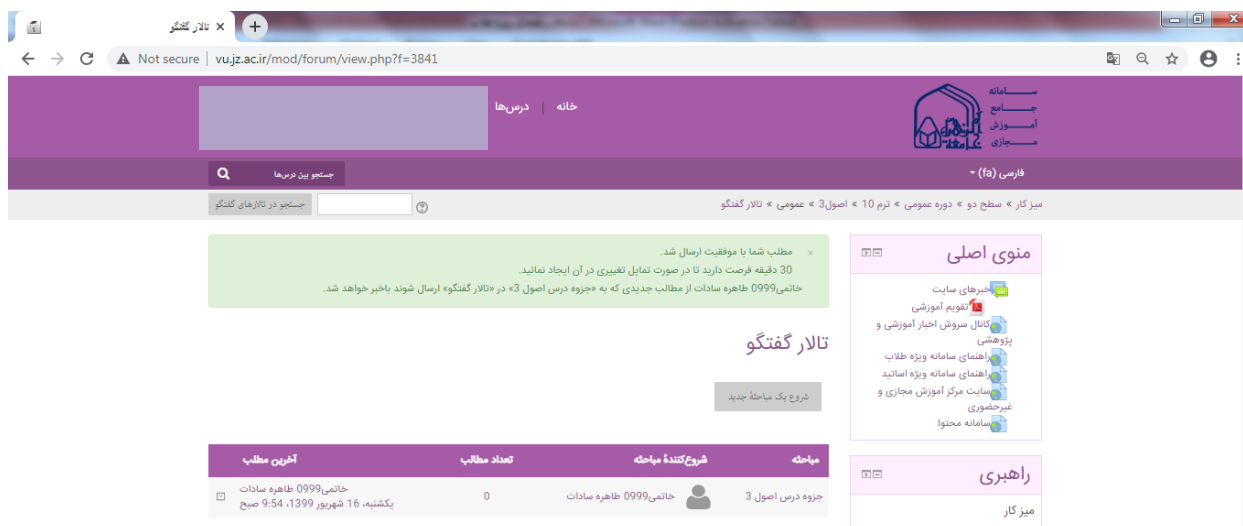 تالار گفتگو
Not secure | vu.jz.ac.ir/mod/forum/view.php?f=3841
ســـامانه
جـــامع
آمـــوزش
مـــجازی
خانه | درس‌ها
فارسی (fa)
جستجو بین درس‌ها
میز کار » سطح دو » دوره عمومی » ترم 10 » اصول3 » عمومی » تالار گفتگو
جستجو در تالارهای گفتگو
منوی اصلی
خبرهای سایت
تقویم آموزشی
کانال سروش اخبار آموزشی و
پژوهشی
راهنمای سامانه ویژه طلاب
راهنمای سامانه ویژه اساتید
سایت مرکز آموزش مجازی و
غیرحضوری
سامانه محتوا
راهبری
میز کار
× مطلب شما با موفقیت ارسال شد.
30 دقیقه فرصت دارید تا در صورت تمایل تغییری در آن ایجاد نمائید.
خاتمی0999 طاهره سادات از مطالب جدیدی که به «جزوه درس اصول 3» در «تالار گفتگو» ارسال شوند باخبر خواهد شد.
تالار گفتگو
شروع یک مباحثهٔ جدید
مباحثه شروع‌کنندهٔ مباحثه تعداد مطالب آخرین مطلب
جزوه درس اصول 3 خاتمی0999 طاهره سادات 0 خاتمی0999 طاهره سادات
یکشنبه، 16 شهریور 1399، 9:54 صبح